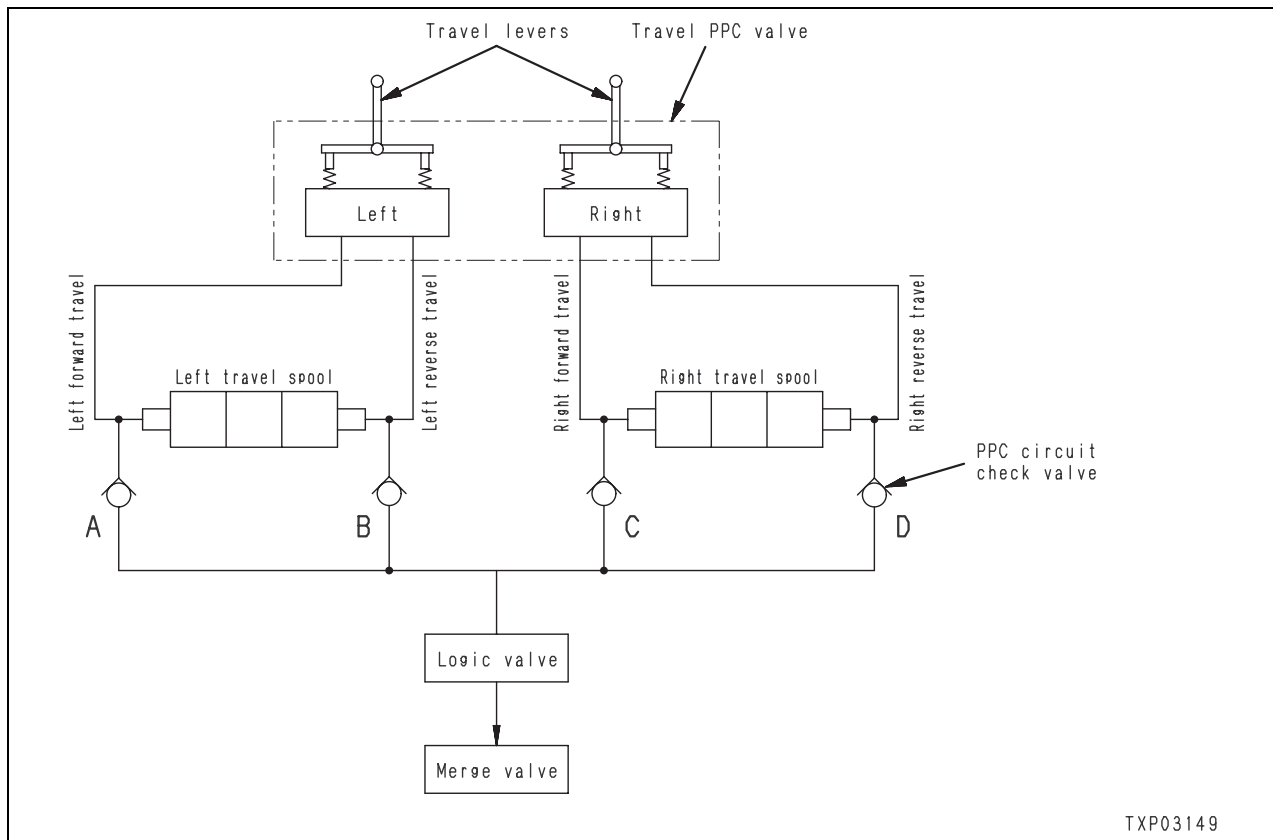 Travel levers
Travel PPC valve
Left
Right
Left forward travel
Left reverse travel
Right forward travel
Right reverse travel
Left travel spool
Right travel spool
PPC circuit
check valve
A
B
C
D
Logic valve
Merge valve
TXP03149